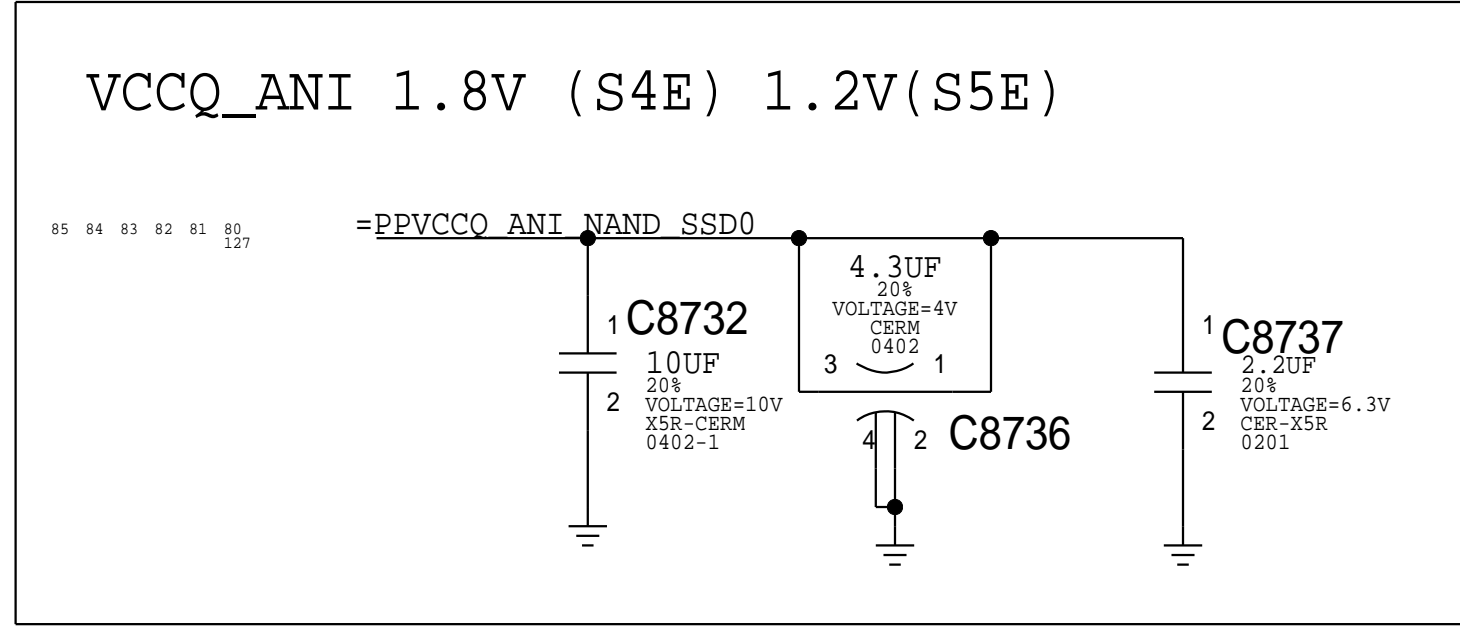 VCCQ_ANI 1.8V (S4E) 1.2V(S5E)
85 84 83 82 81 80
127
=PPVCCQ_ANI_NAND_SSD0
1
C8732
10UF
20%
VOLTAGE=10V
X5R-CERM
0402-1
2
4.3UF
20%
VOLTAGE=4V
CERM
0402
3 1
4 2
C8736
1
C8737
2.2UF
20%
VOLTAGE=6.3V
CER-X5R
0201
2